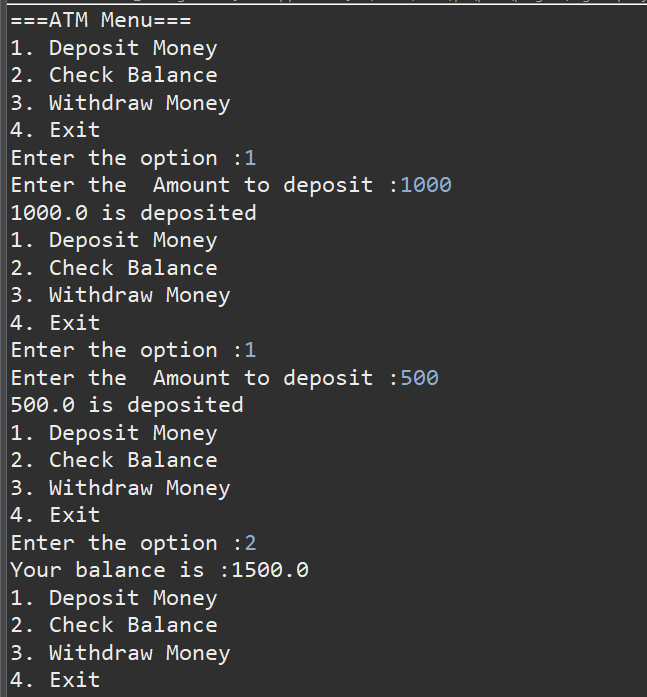 ===ATM Menu===
1. Deposit Money
2. Check Balance
3. Withdraw Money
4. Exit
Enter the option :1
Enter the  Amount to deposit :1000
1000.0 is deposited
1. Deposit Money
2. Check Balance
3. Withdraw Money
4. Exit
Enter the option :1
Enter the  Amount to deposit :500
500.0 is deposited
1. Deposit Money
2. Check Balance
3. Withdraw Money
4. Exit
Enter the option :2
Your balance is :1500.0
1. Deposit Money
2. Check Balance
3. Withdraw Money
4. Exit